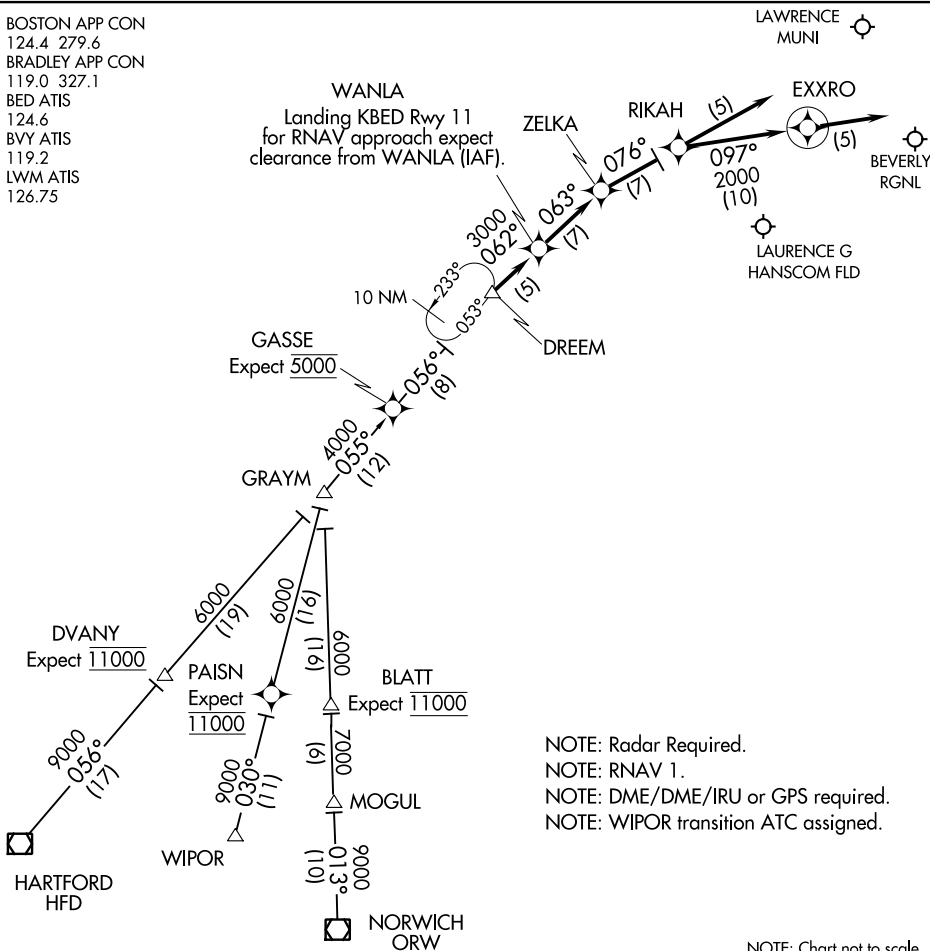 BOSTON APP CON
124.4 279.6
BRADLEY APP CON
119.0 327.1
BED ATIS
124.6
BVY ATIS
119.2
LWM ATIS
126.75
LAWRENCE
MUNI
WANLA
Landing KBED Rwy 11
for RNAV approach expect
clearance from WANLA (IAF).
ZELKA
RIKAH
EXXRO
(5)
(5)
BEVERLY
RGNL
076°
(7)
097°
2000
(10)
063°
(7)
LAURENCE G
HANSCOM FLD
3000
062°
(5)
233°
053°
10 NM
DREEM
GASSE
Expect 5000
056°
(8)
4000
055°
(12)
GRAYM
6000
(19)
6000
(16)
6000
(16)
DVANY
Expect 11000
PAISN
Expect
11000
BLATT
Expect 11000
9000
056°
(17)
9000
030°
(11)
7000
(6)
MOGUL
WIPOR
9000
013°
(10)
HARTFORD
HFD
NORWICH
ORW
NOTE: Radar Required.
NOTE: RNAV 1.
NOTE: DME/DME/IRU or GPS required.
NOTE: WIPOR transition ATC assigned.
NOTE: Chart not to scale